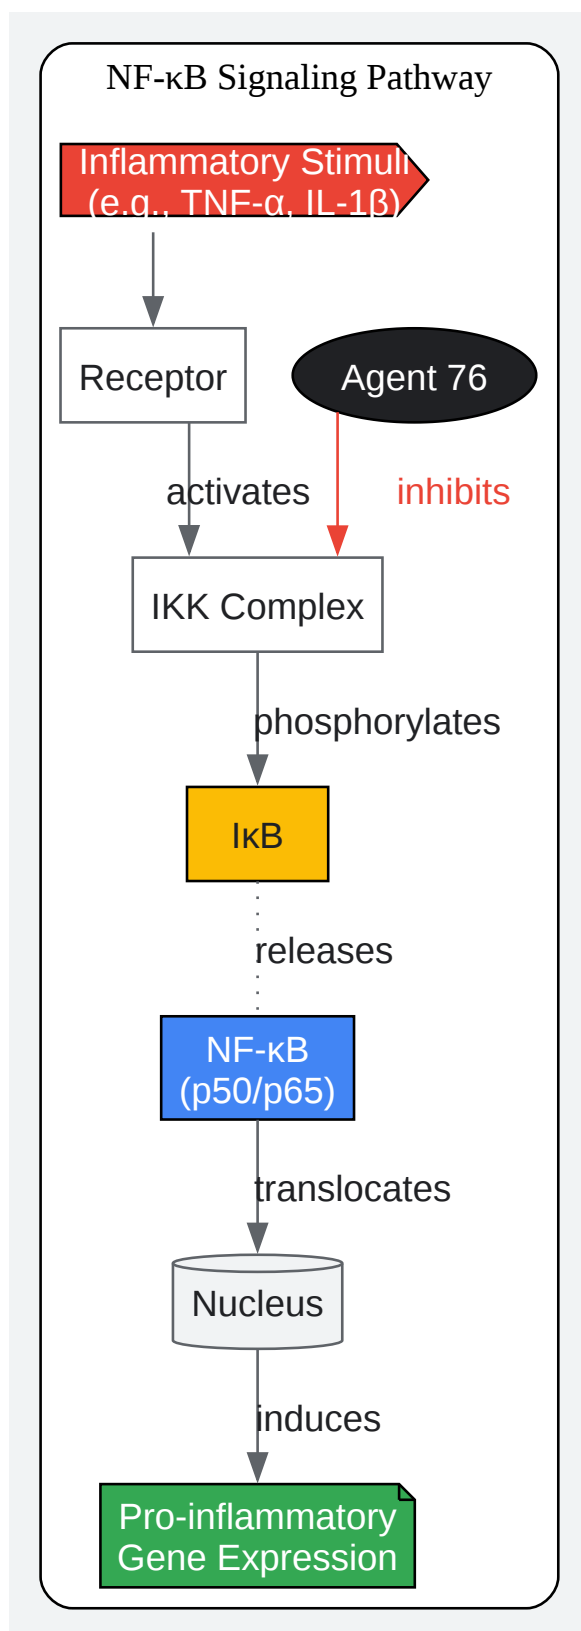 NF-κB Signaling Pathway
Inflammatory Stimuli
(e.g., TNF-α, IL-1β)
Receptor
Agent 76
activates
inhibits
IKK Complex
phosphorylates
IκB
releases
NF-κB
(p50/p65)
translocates
Nucleus
induces
Pro-inflammatory
Gene Expression